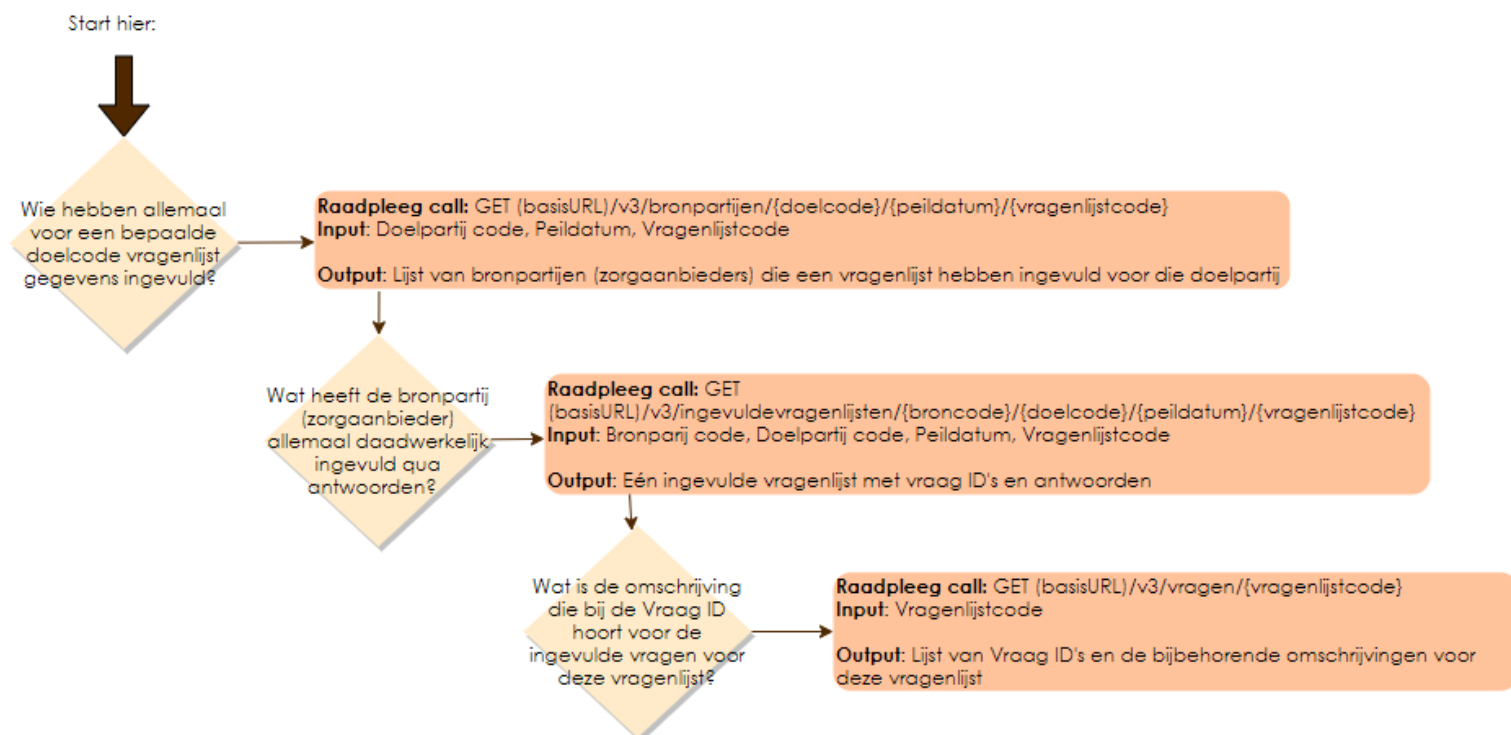 Start hier:
Wie hebben allemaal
voor een bepaalde
doelcode vragenlijst
gegevens ingevuld?
Raadpleeg call: GET (basisURL)/v3/bronpartijen/{doelcode}/{peildatum}/{vragenlijstcode}
Input: Doelpartij code, Peildatum, Vragenlijstcode
Output: Lijst van bronpartijen (zorgaanbieders) die een vragenlijst hebben ingevuld voor die doelpartij
Wat heeft de bronpartij
(zorgaanbieder)
allemaal daadwerkelijk
ingevuld qua
antwoorden?
Raadpleeg call: GET
(basisURL)/v3/ingevuldevragenlijsten/{broncode}/{doelcode}/{peildatum}/{vragenlijstcode}
Input: Bronparij code, Doelpartij code, Peildatum, Vragenlijstcode
Output: Eén ingevulde vragenlijst met vraag ID's en antwoorden
Wat is de omschrijving
die bij de Vraag ID
hoort voor de
ingevulde vragen voor
deze vragenlijst?
Raadpleeg call: GET (basisURL)/v3/vragen/{vragenlijstcode}
Input: Vragenlijstcode
Output: Lijst van Vraag ID's en de bijbehorende omschrijvingen voor
deze vragenlijst